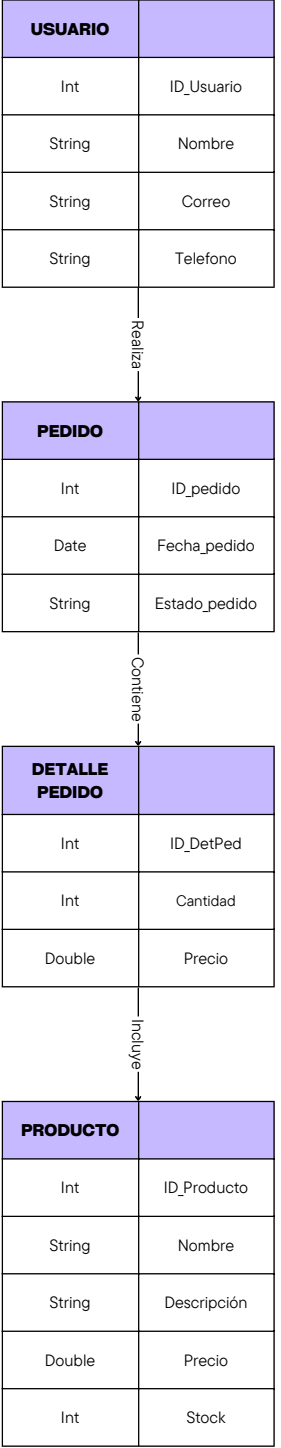 USUARIO
Int ID_Usuario
String Nombre
String Correo
String Telefono
Realiza
PEDIDO
Int ID_pedido
Date Fecha_pedido
String Estado_pedido
Contiene
DETALLE
PEDIDO
Int ID_DetPed
Int Cantidad
Double Precio
Incluye
PRODUCTO
Int ID_Producto
String Nombre
String Descripción
Double Precio
Int Stock